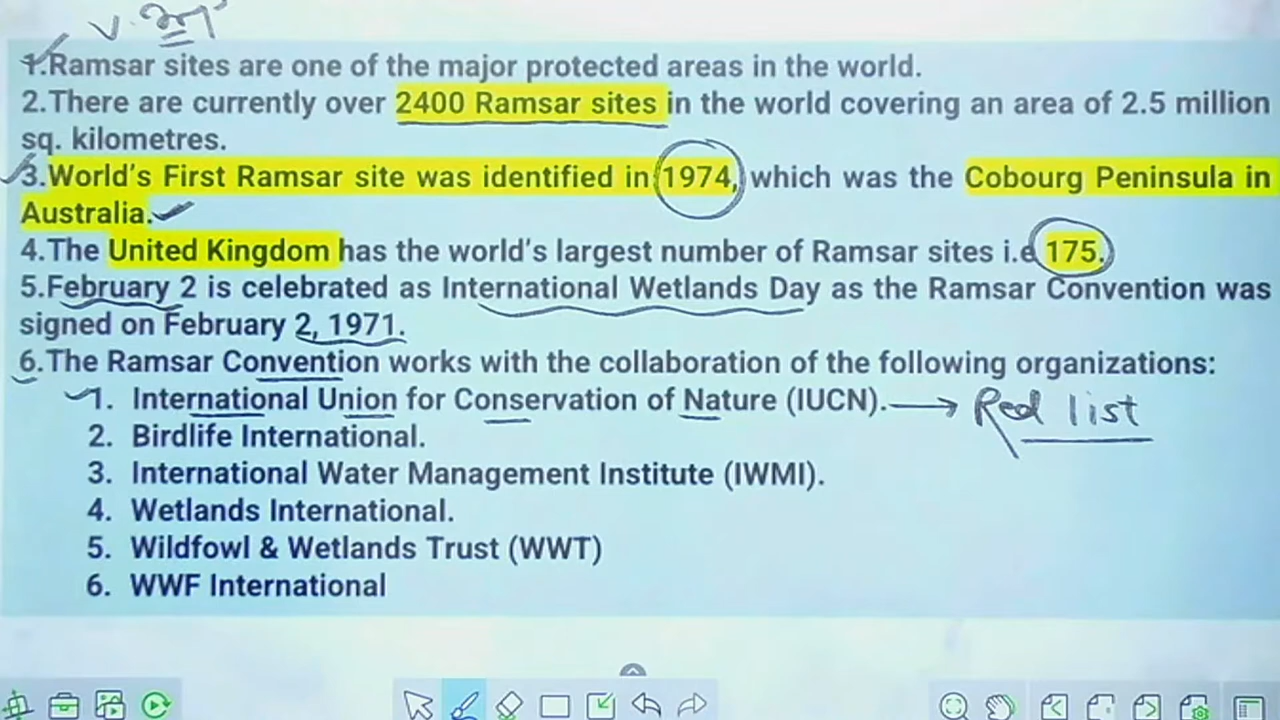 V.
1.Ramsar sites are one of the major protected areas in the world.
2.There are currently over 2400 Ramsar sites in the world covering an area of 2.5 million
sq. kilometres.
3.World's First Ramsar site was identified in 1974, which was the Cobourg Peninsula in
Australia.
4.The United Kingdom has the world's largest number of Ramsar sites i.e 175.
5.February 2 is celebrated as International Wetlands Day as the Ramsar Convention was
signed on February 2, 1971.
6.The Ramsar Convention works with the collaboration of the following organizations:
1. International Union for Conservation of Nature (IUCN). → Red list
2. Birdlife International.
3. International Water Management Institute (IWMI).
4. Wetlands International.
5. Wildfowl & Wetlands Trust (WWT)
6. WWF International